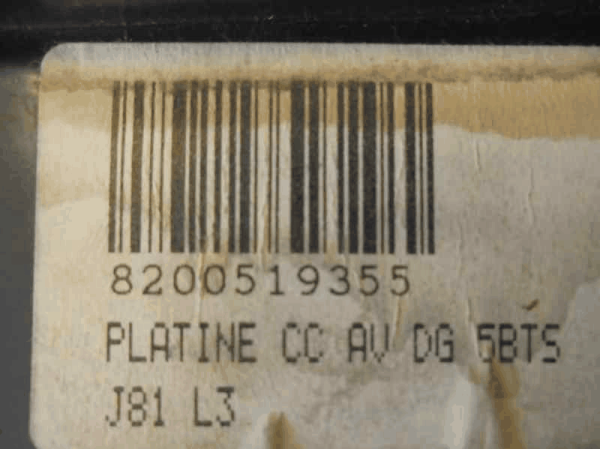 8200519355
PLATINE CC AV DG 5BTS
J81 L3